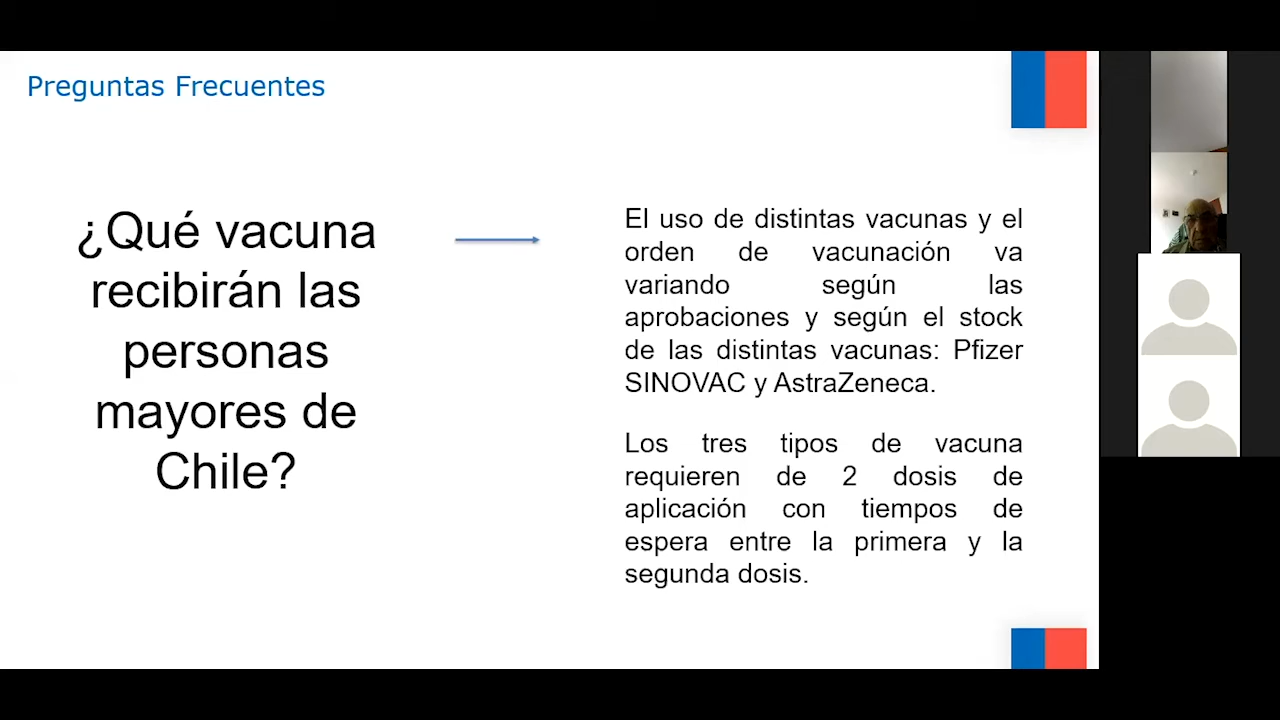 Preguntas Frecuentes
¿Qué vacuna
recibirán las
personas
mayores de
Chile?
El uso de distintas vacunas y el
orden de vacunación va
variando según las
aprobaciones y según el stock
de las distintas vacunas: Pfizer
SINOVAC y AstraZeneca.
Los tres tipos de vacuna
requieren de 2 dosis de
aplicación con tiempos de
espera entre la primera y la
segunda dosis.